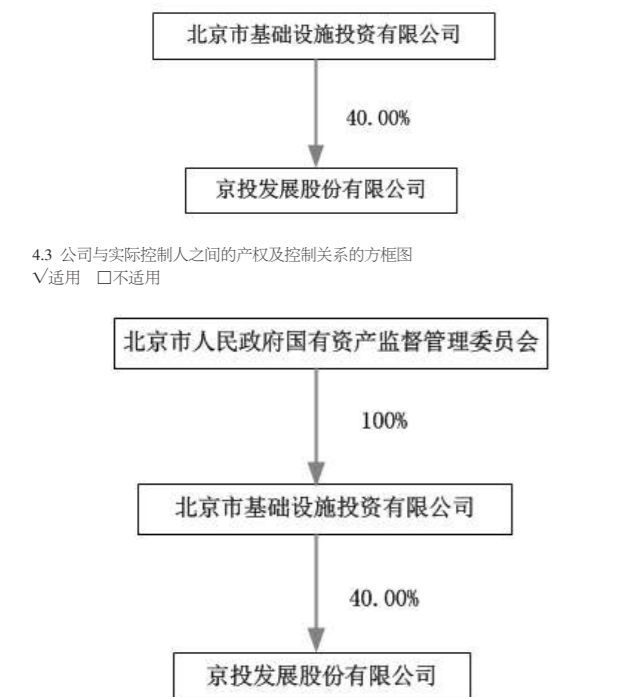 北京市基础设施投资有限公司
40.00%
京投发展股份有限公司
4.3 公司与实际控制人之间的产权及控制关系的方框图
√适用 □不适用
北京市人民政府国有资产监督管理委员会
100%
北京市基础设施投资有限公司
40.00%
京投发展股份有限公司